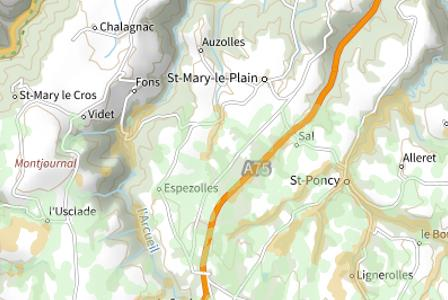 Chalagnac
Auzolles
St-Mary-le-Plain
Fons
St-Mary le Cros
Videt
Sal
Montjournal
A75
Alleret
St-Poncy
Espezolles
l'Usclade
l'Arcueil
le
Lignerolles